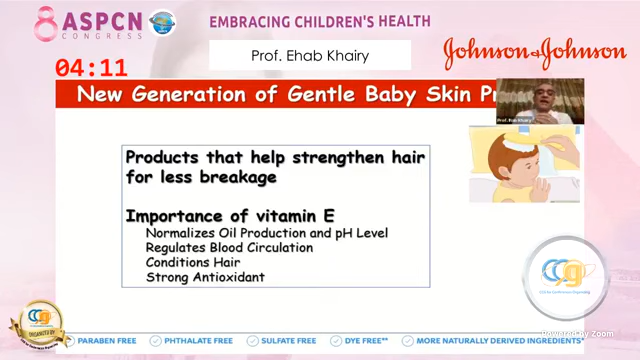 8 ASPCN
CONGRESS
EMBRACING CHILDREN'S HEALTH
Prof. Ehab Khairy
Johnson & Johnson
04:11
New Generation of Gentle Baby Skin
Prof. Ehab Khairy
Products that help strengthen hair
for less breakage
Importance of vitamin E
Normalizes Oil Production and pH Level
Regulates Blood Circulation
Conditions Hair
Strong Antioxidant
Powered by Zoom
ORGANIZED BY
PARABEN FREE
PHTHALATE FREE
SULFATE FREE
DYE FREE**
MORE NATURALLY DERIVED INGREDIENTS*